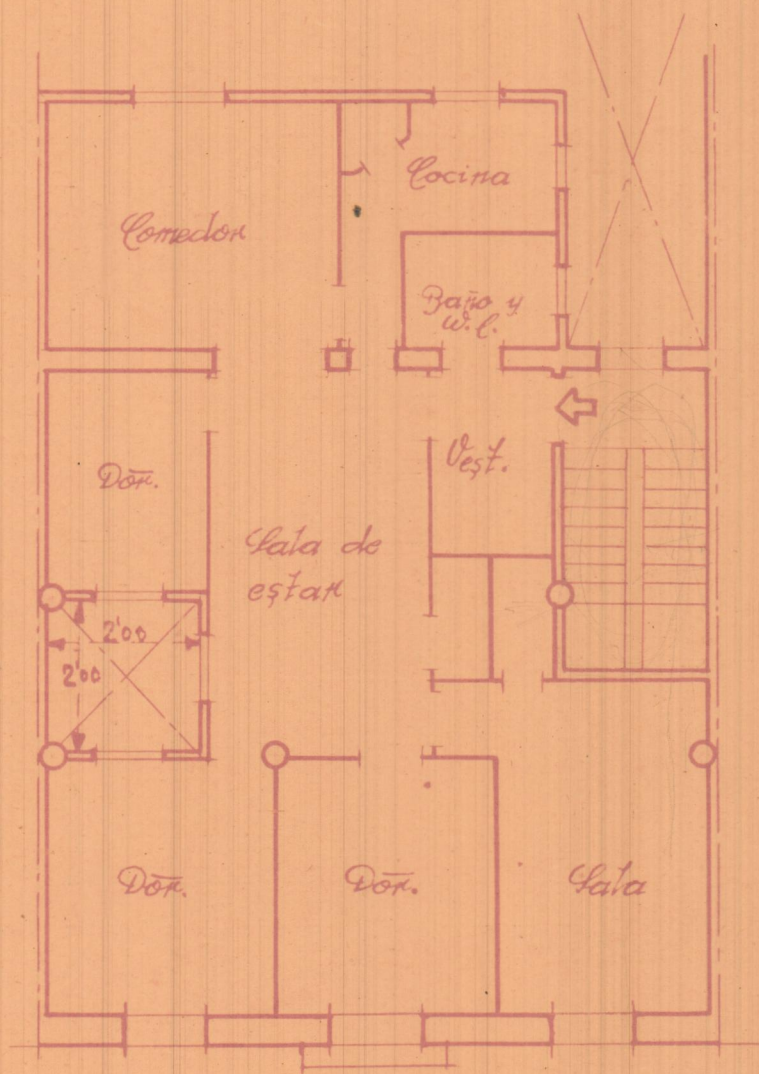 Cocina
Comedor
Baño y
W.C.
Vest.
Dor.
Sala de
estar
2'00
2'00
Dor.
Dor.
Sala